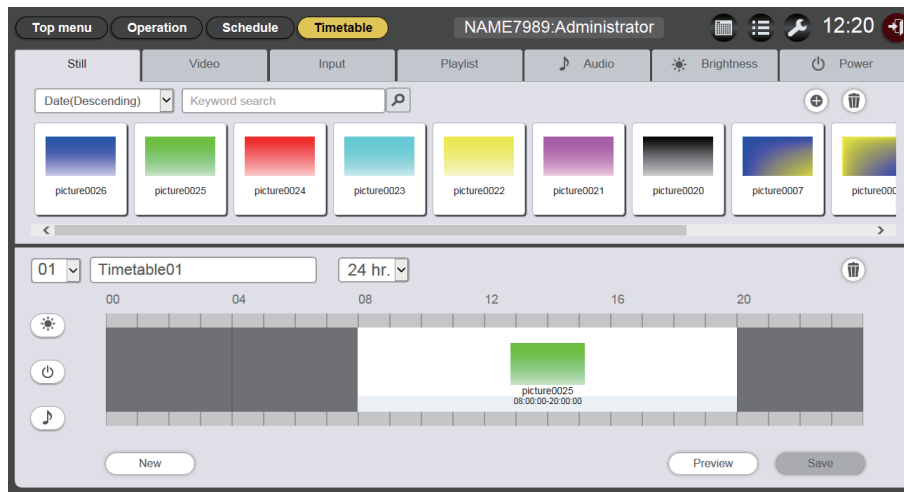 Top menu Operation Schedule Timetable NAME7989:Administrator 12:20
Still Video Input Playlist Audio Brightness Power
Date(Descending) Keyword search
picture0026 picture0025 picture0024 picture0023 picture0022 picture0021 picture0020 picture0007 picture000
01 Timetable01 24 hr.
00 04 08 12 16 20
picture0025
08:00:00-20:00:00
New Preview Save